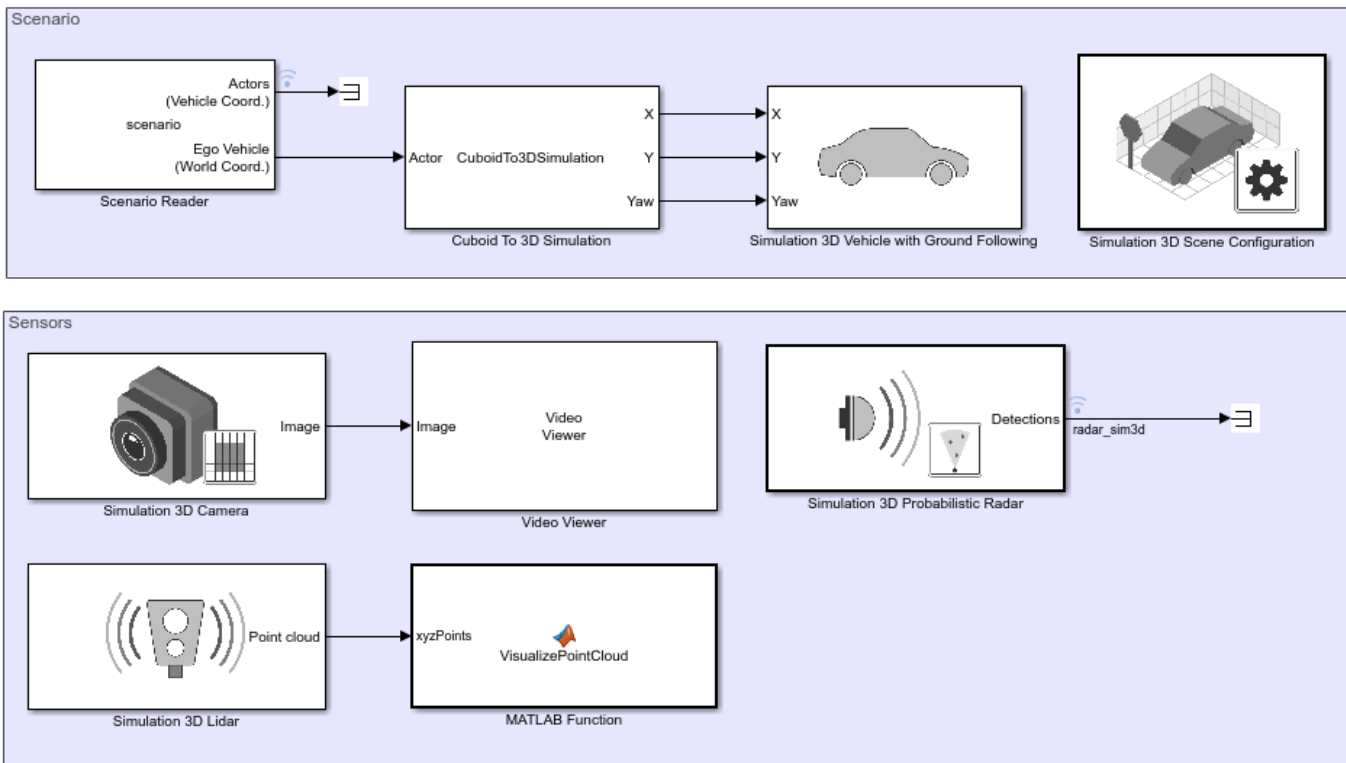 Scenario
Actors
(Vehicle Coord.)
scenario
Ego Vehicle
(World Coord.)
Scenario Reader
Actor
CuboidTo3DSimulation
X
Y
Yaw
Cuboid To 3D Simulation
X
Y
Yaw
Simulation 3D Vehicle with Ground Following
Simulation 3D Scene Configuration
Sensors
Image
Simulation 3D Camera
Image
Video
Viewer
Video Viewer
Detections
radar_sim3d
Simulation 3D Probabilistic Radar
Point cloud
Simulation 3D Lidar
xyzPoints
VisualizePointCloud
MATLAB Function